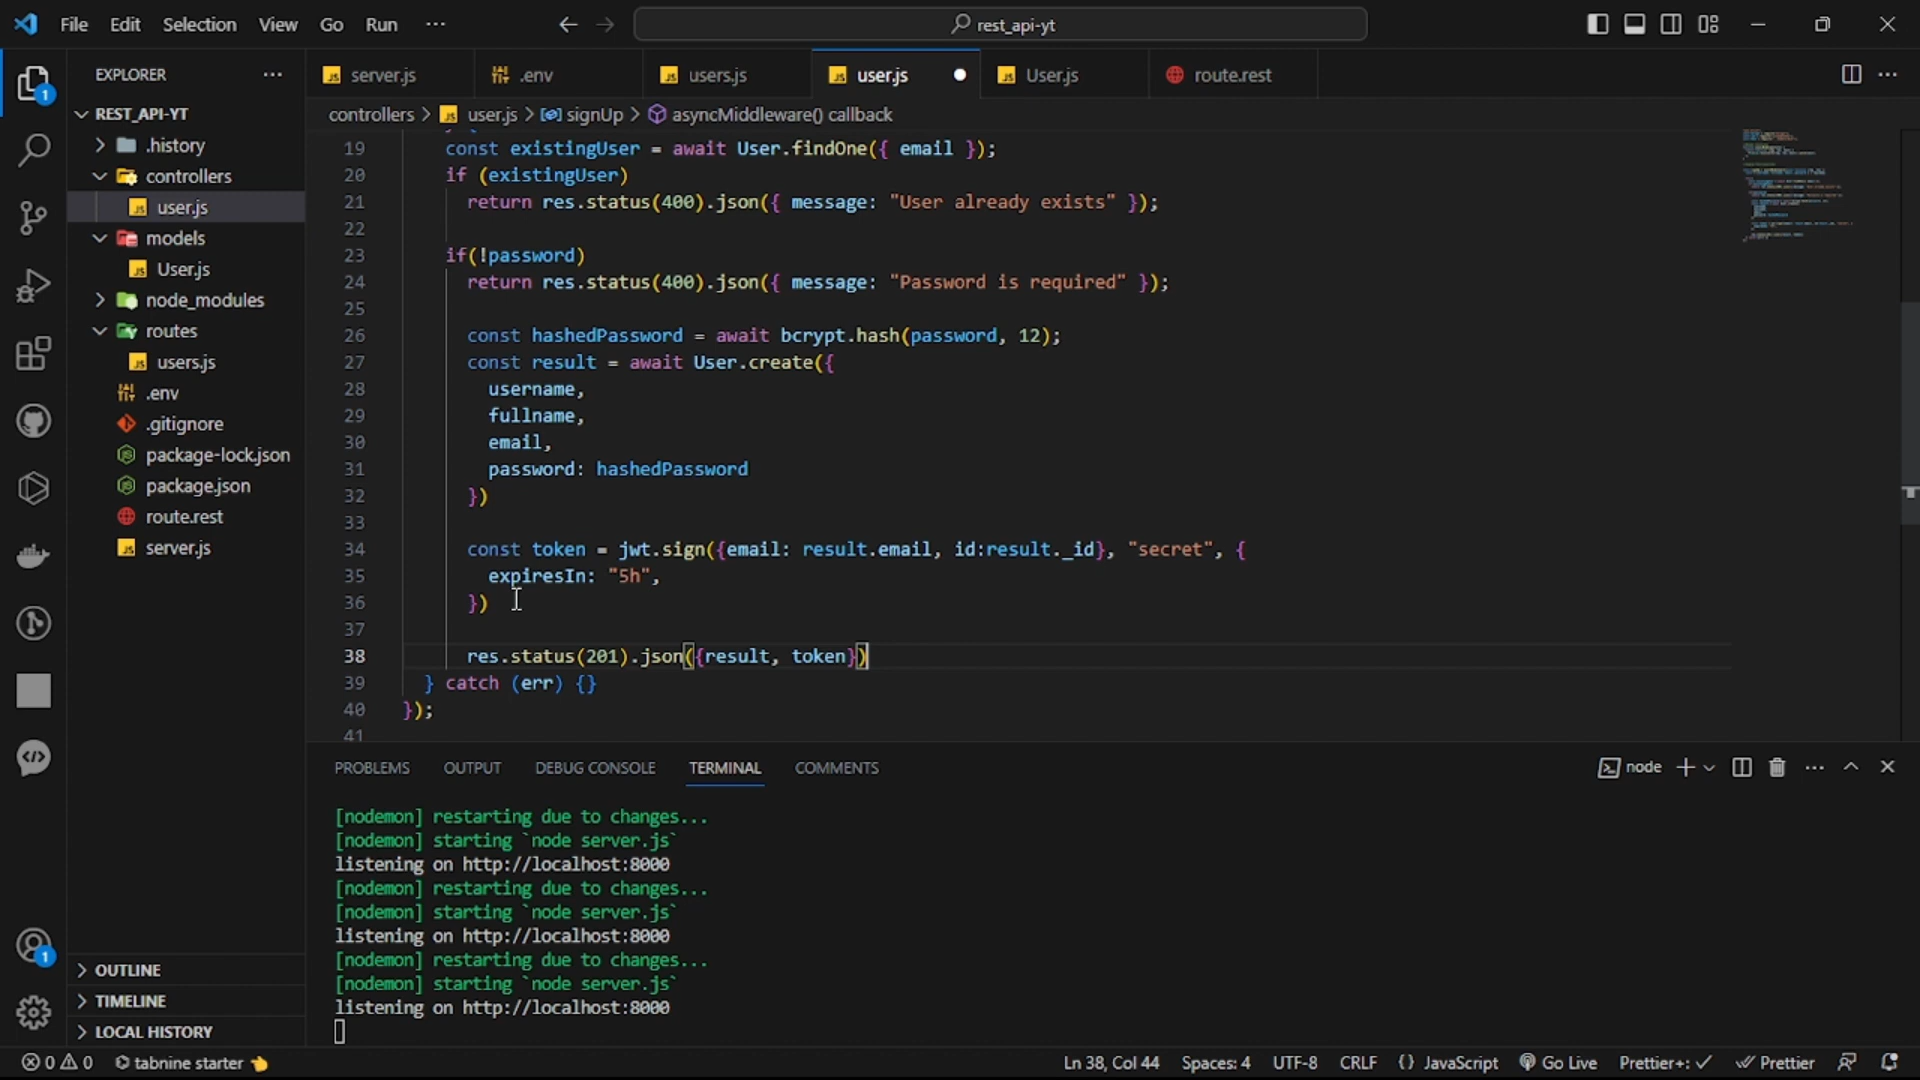 File Edit Selection View Go Run ···
rest_api-yt
EXPLORER
REST_API-YT
.history
controllers
user.js
models
User.js
node_modules
routes
users.js
.env
.gitignore
package-lock.json
package.json
route.rest
server.js
OUTLINE
TIMELINE
LOCAL HISTORY
server.js .env users.js user.js User.js route.rest
controllers > user.js > signUp > asyncMiddleware() callback
19 const existingUser = await User.findOne({ email });
20 if (existingUser)
21 return res.status(400).json({ message: "User already exists" });
22
23 if(!password)
24 return res.status(400).json({ message: "Password is required" });
25
26 const hashedPassword = await bcrypt.hash(password, 12);
27 const result = await User.create({
28 username,
29 fullname,
30 email,
31 password: hashedPassword
32 })
33
34 const token = jwt.sign({email: result.email, id:result._id}, "secret", {
35 expiresIn: "5h",
36 })
37
38 res.status(201).json({result, token})
39 } catch (err) {}
40 });
41
PROBLEMS OUTPUT DEBUG CONSOLE TERMINAL COMMENTS
node
[nodemon] restarting due to changes...
[nodemon] starting `node server.js`
listening on http://localhost:8000
[nodemon] restarting due to changes...
[nodemon] starting `node server.js`
listening on http://localhost:8000
[nodemon] restarting due to changes...
[nodemon] starting `node server.js`
listening on http://localhost:8000
1
1
0 0 tabnine starter Ln 38, Col 44 Spaces: 4 UTF-8 CRLF {} JavaScript Go Live Prettier+: ✓ Prettier